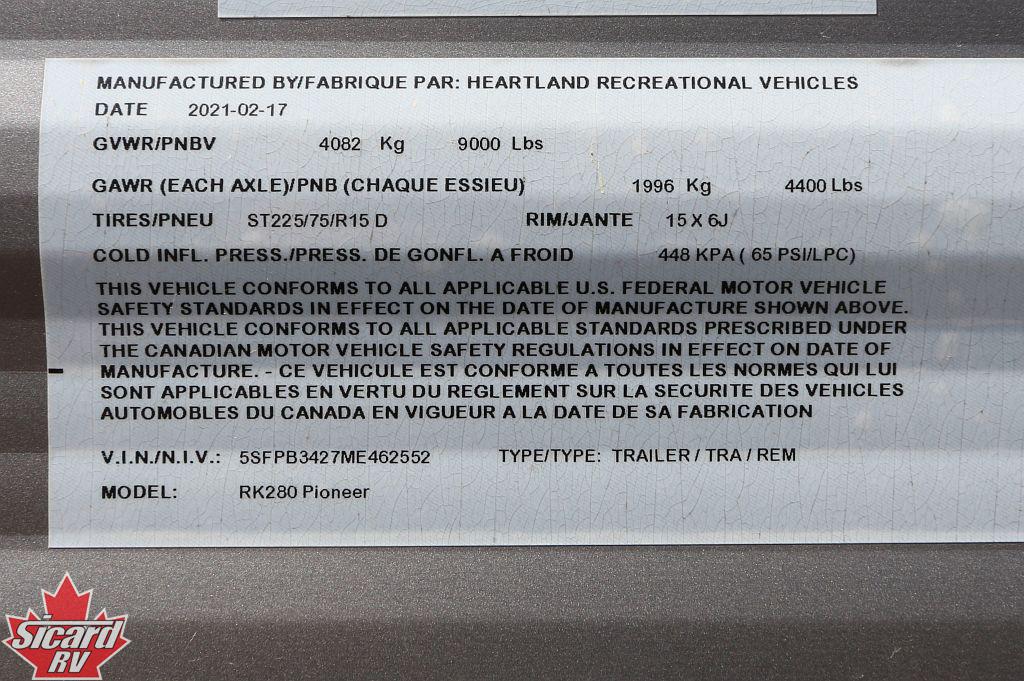 MANUFACTURED BY/FABRIQUE PAR: HEARTLAND RECREATIONAL VEHICLES
DATE 2021-02-17
GVWR/PNBV 4082 Kg 9000 Lbs
GAWR (EACH AXLE)/PNB (CHAQUE ESSIEU) 1996 Kg 4400 Lbs
TIRES/PNEU ST225/75/R15 D RIM/JANTE 15 X 6J
COLD INFL. PRESS./PRESS. DE GONFL. A FROID 448 KPA ( 65 PSI/LPC)
THIS VEHICLE CONFORMS TO ALL APPLICABLE U.S. FEDERAL MOTOR VEHICLE
SAFETY STANDARDS IN EFFECT ON THE DATE OF MANUFACTURE SHOWN ABOVE.
THIS VEHICLE CONFORMS TO ALL APPLICABLE STANDARDS PRESCRIBED UNDER
THE CANADIAN MOTOR VEHICLE SAFETY REGULATIONS IN EFFECT ON DATE OF
MANUFACTURE. - CE VEHICULE EST CONFORME A TOUTES LES NORMES QUI LUI
SONT APPLICABLES EN VERTU DU REGLEMENT SUR LA SECURITE DES VEHICLES
AUTOMOBLES DU CANADA EN VIGUEUR A LA DATE DE SA FABRICATION
V.I.N./N.I.V.: 5SFPB3427ME462552 TYPE/TYPE: TRAILER / TRA / REM
MODEL: RK280 Pioneer
Sicard
RV